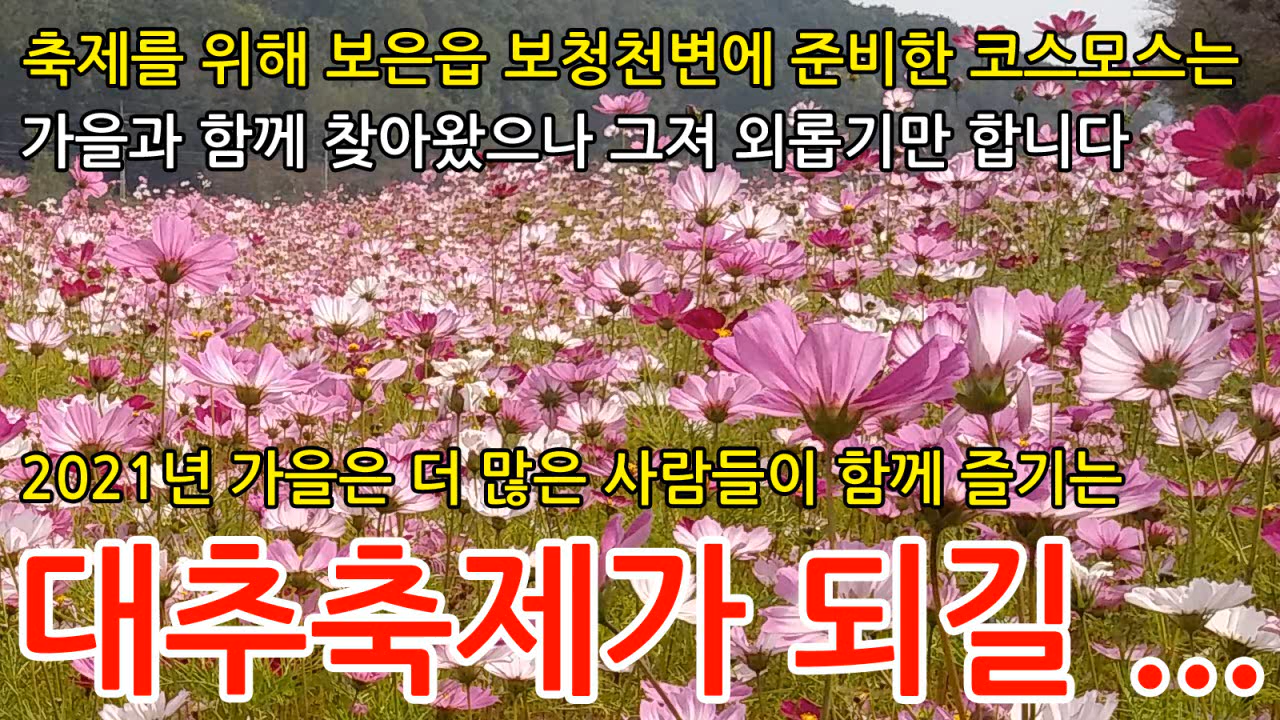 축제를 위해 보은읍 보청천변에 준비한 코스모스는
가을과 함께 찾아왔으나 그져 외롭기만 합니다
2021년 가을은 더 많은 사람들이 함께 즐기는
대추축제가 되길 ...